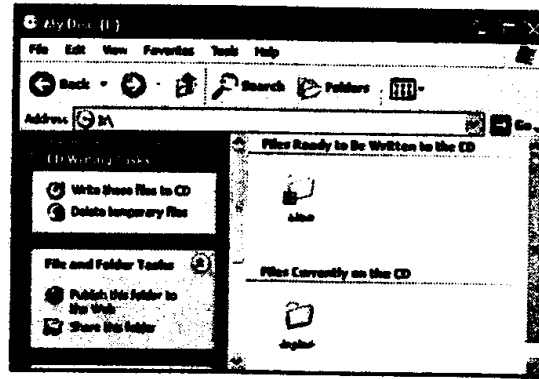 My Disc
File Edit View Favorites Tools Help
Back Search Folders
Address Go
CD Writing Tasks
Write these files to CD
Delete temporary files
File and Folder Tasks
Publish this folder to
the Web
Share this folder
Files Ready to Be Written to the CD
Files Currently on the CD